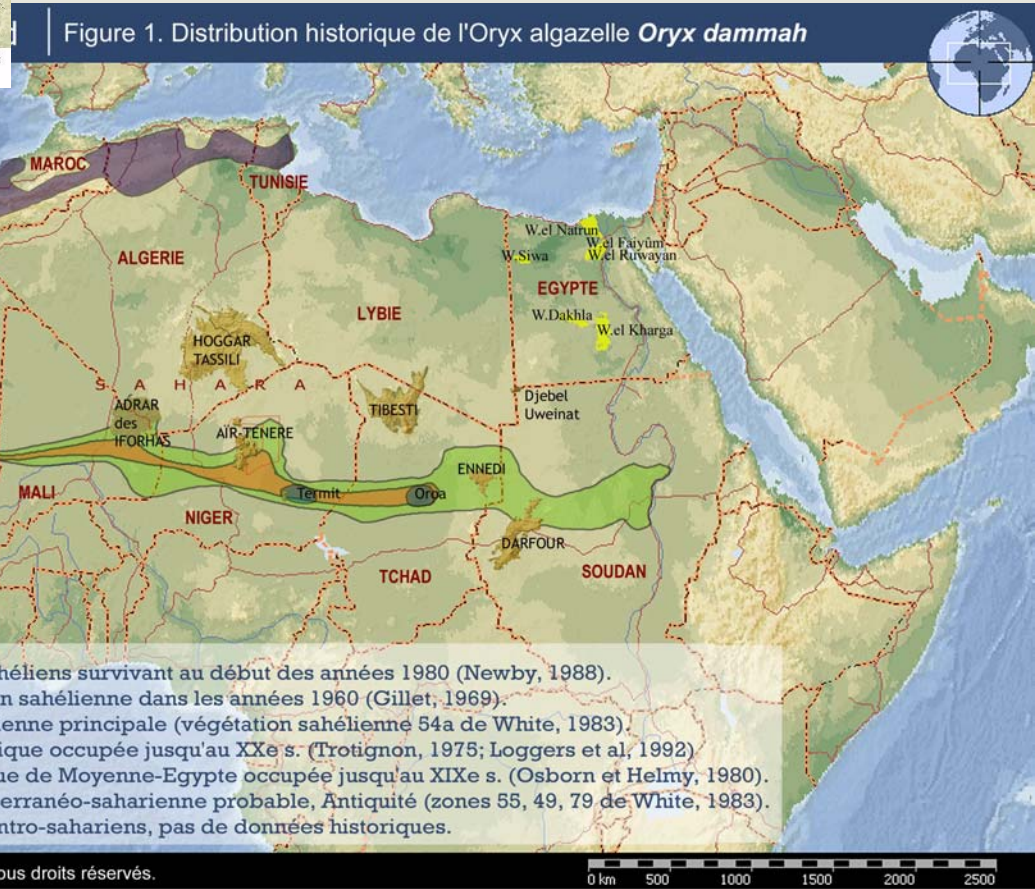 Figure 1. Distribution historique de l'Oryx algazelle Oryx dammah
MAROC
TUNISIE
ALGERIE
LYBIE
EGYPTE
W.el Natrun
W.el Faiyûm
W.Siwa
W.el Ruwayan
W.Dakhla
W.el Kharga
HOGGAR
TASSILI
S A H A R A
ADRAR
des
IFORHAS
AÏR-TENERE
TIBESTI
Djebel
Uweinat
ENNEDI
Termit
Oroa
MALI
NIGER
DARFOUR
TCHAD
SOUDAN
héliens survivant au début des années 1980 (Newby, 1988).
n sahélienne dans les années 1960 (Gillet, 1969).
ienne principale (végétation sahélienne 54a de White, 1983).
ique occupée jusqu'au XXe s. (Trotignon, 1975; Loggers et al, 1992)
ue de Moyenne-Egypte occupée jusqu'au XIXe s. (Osborn et Helmy, 1980).
erranéo-saharienne probable, Antiquité (zones 55, 49, 79 de White, 1983).
ntro-sahariens, pas de données historiques.
ous droits réservés.
0 km 500 1000 1500 2000 2500